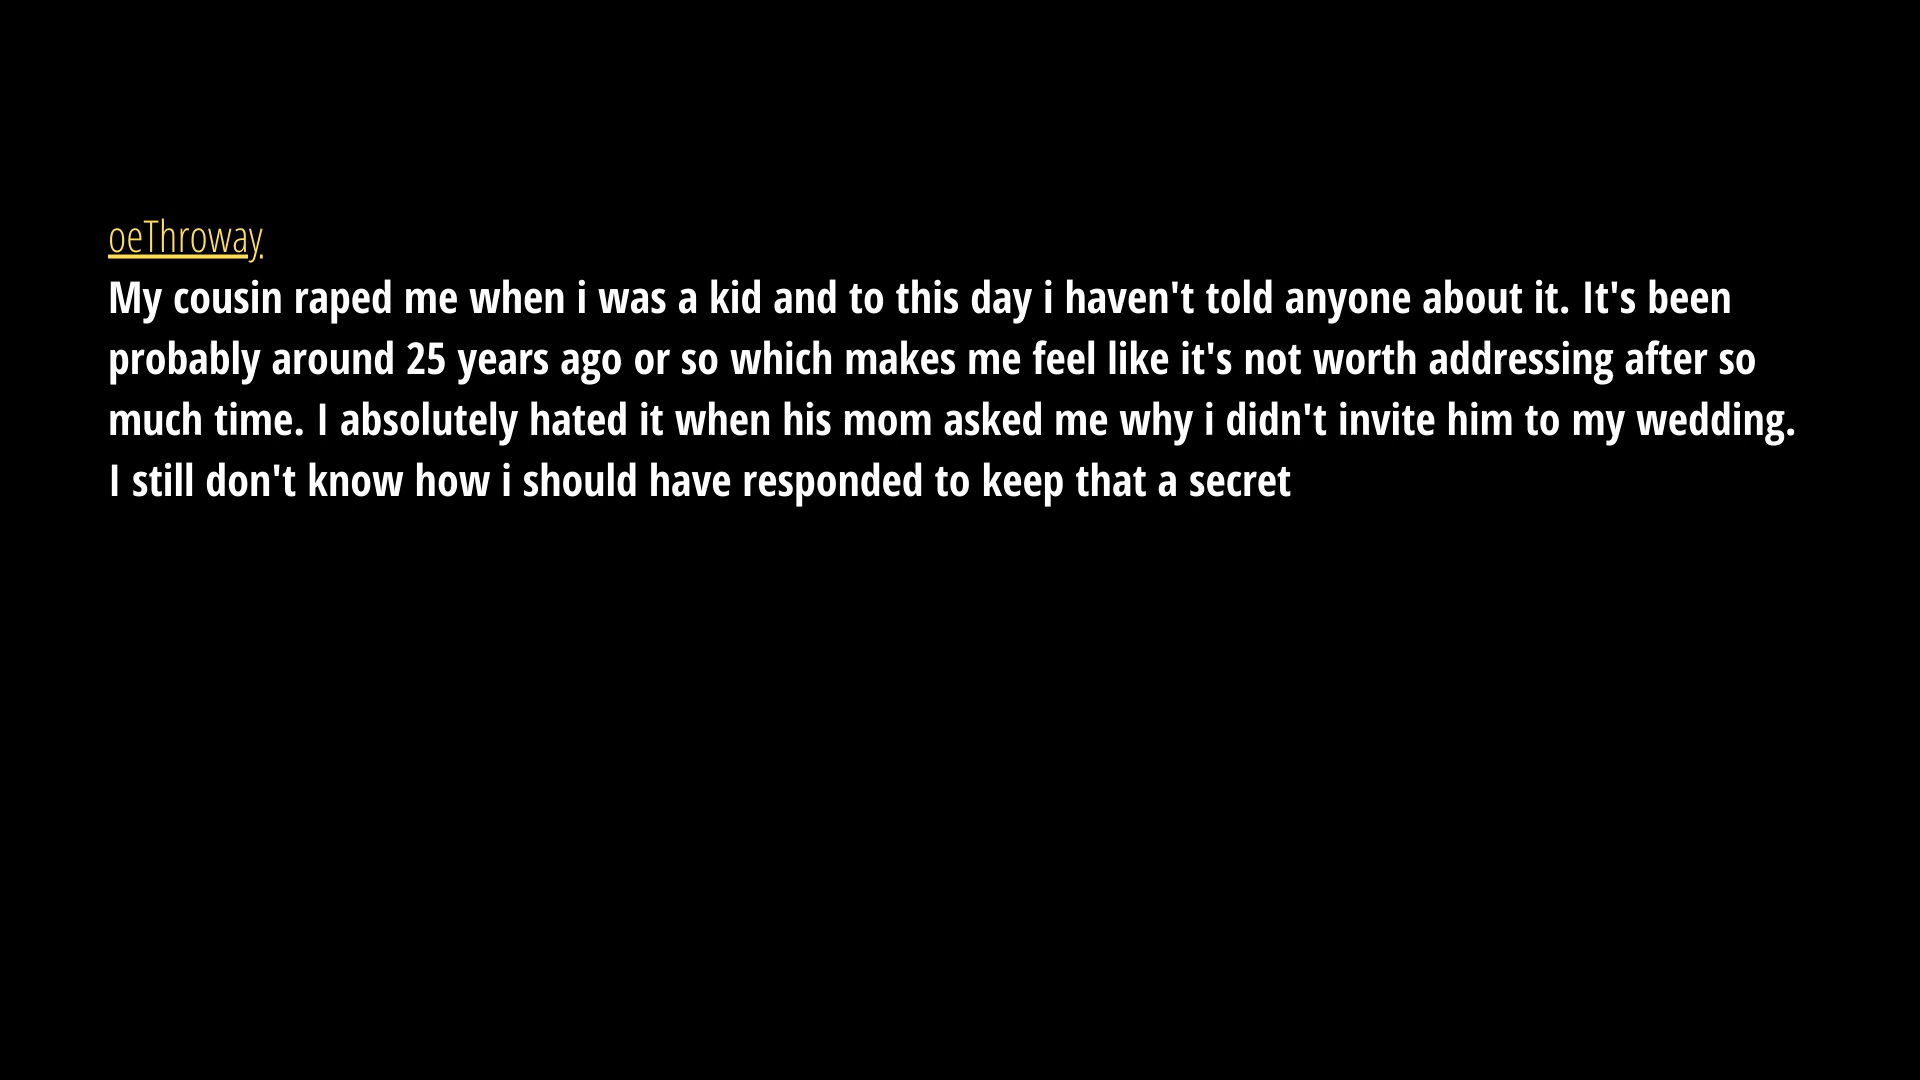 oeThroway
My cousin raped me when i was a kid and to this day i haven't told anyone about it. It's been
probably around 25 years ago or so which makes me feel like it's not worth addressing after so
much time. I absolutely hated it when his mom asked me why i didn't invite him to my wedding.
I still don't know how i should have responded to keep that a secret